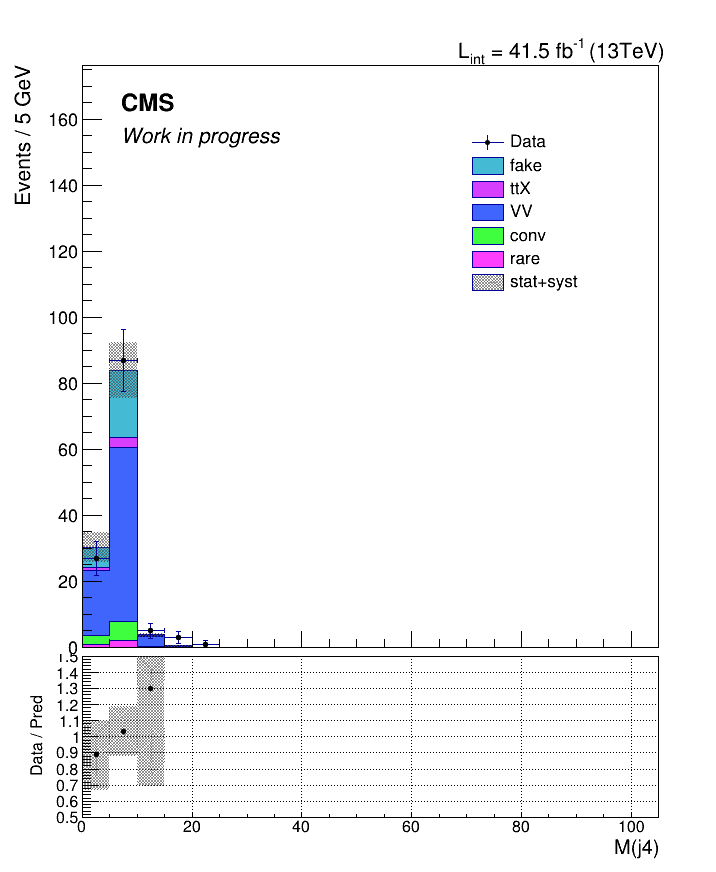 L_int = 41.5 fb^-1 (13TeV)
Events / 5 GeV
CMS
Work in progress
Data
fake
ttX
VV
conv
rare
stat+syst
160
140
120
100
80
60
40
20
0
Data / Pred
1.5
1.4
1.3
1.2
1.1
1
0.9
0.8
0.7
0.6
0.5
0 20 40 60 80 100
M(j4)